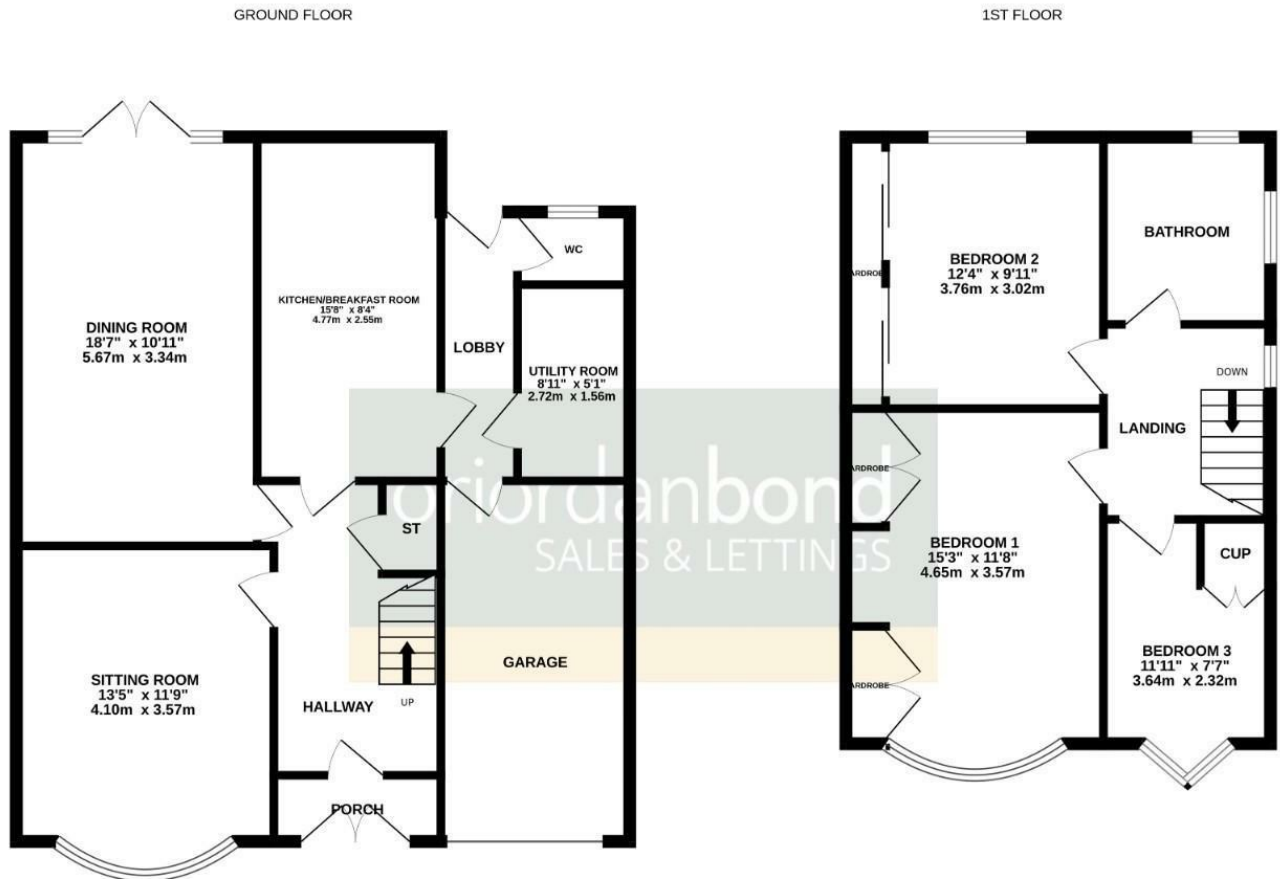 GROUND FLOOR
1ST FLOOR
DINING ROOM
18'7" x 10'11"
5.67m x 3.34m
KITCHEN/BREAKFAST ROOM
15'8" x 8'4"
4.77m x 2.55m
WC
LOBBY
UTILITY ROOM
8'11" x 5'1"
2.72m x 1.56m
ST
SITTING ROOM
13'5" x 11'9"
4.10m x 3.57m
HALLWAY
UP
GARAGE
PORCH
BEDROOM 2
12'4" x 9'11"
3.76m x 3.02m
ARDROBE
BATHROOM
DOWN
LANDING
ARDROBE
BEDROOM 1
15'3" x 11'8"
4.65m x 3.57m
ARDROBE
CUP
BEDROOM 3
11'11" x 7'7"
3.64m x 2.32m
oriordanbond
SALES & LETTINGS